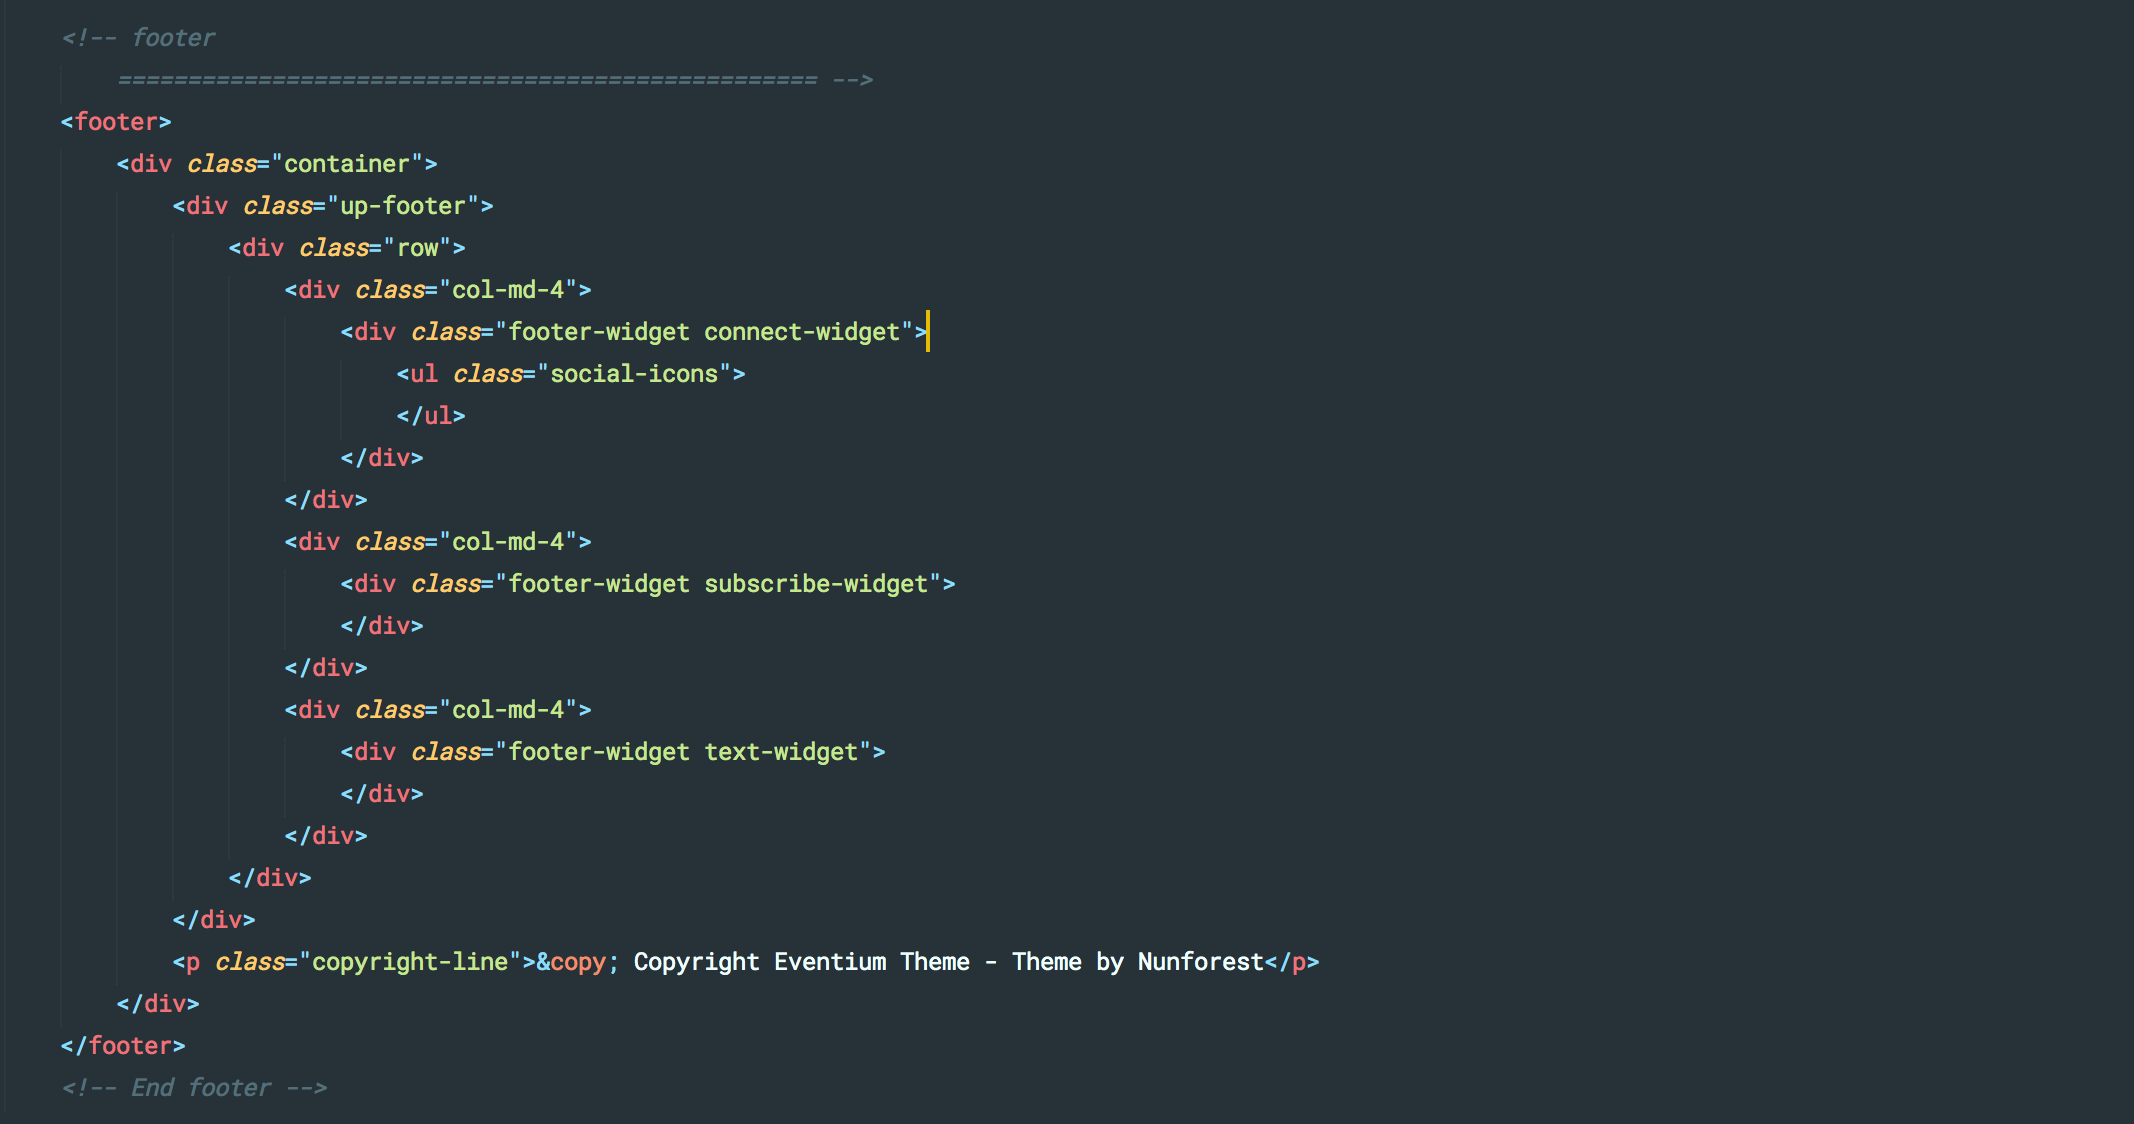 <!-- footer
================================================== -->
<footer>
<div class="container">
<div class="up-footer">
<div class="row">
<div class="col-md-4">
<div class="footer-widget connect-widget">
<ul class="social-icons">
</ul>
</div>
</div>
<div class="col-md-4">
<div class="footer-widget subscribe-widget">
</div>
</div>
<div class="col-md-4">
<div class="footer-widget text-widget">
</div>
</div>
</div>
</div>
<p class="copyright-line">&copy; Copyright Eventium Theme - Theme by Nunforest</p>
</div>
</footer>
<!-- End footer -->